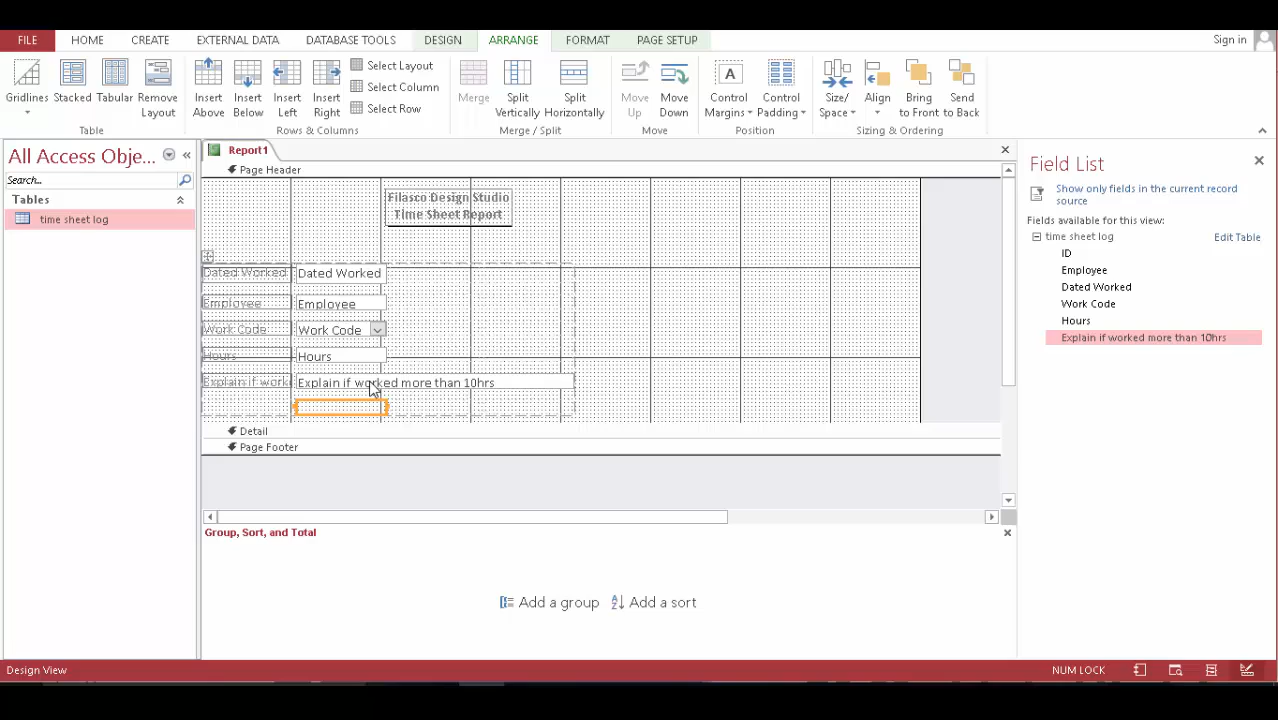 FILE HOME CREATE EXTERNAL DATA DATABASE TOOLS DESIGN ARRANGE FORMAT PAGE SETUP Sign in
Gridlines Stacked Tabular Remove Layout
Table
Insert Above Insert Below Insert Left Insert Right
Select Layout
Select Column
Select Row
Rows & Columns
Merge Split Vertically Split Horizontally
Merge / Split
Move Up Move Down
Move
Control Margins Control Padding
Position
Size/ Space Align Bring to Front Send to Back
Sizing & Ordering
All Access Obje...
Search...
Tables
time sheet log
Report1
Page Header
Filasco Design Studio
Time Sheet Report
Dated Worked Dated Worked
Employee Employee
Work Code Work Code
Hours Hours
Explain if work Explain if worked more than 10hrs
Detail
Page Footer
Group, Sort, and Total
Add a group Add a sort
Field List
Show only fields in the current record
source
Fields available for this view:
time sheet log Edit Table
ID
Employee
Dated Worked
Work Code
Hours
Explain if worked more than 10hrs
Design View NUM LOCK